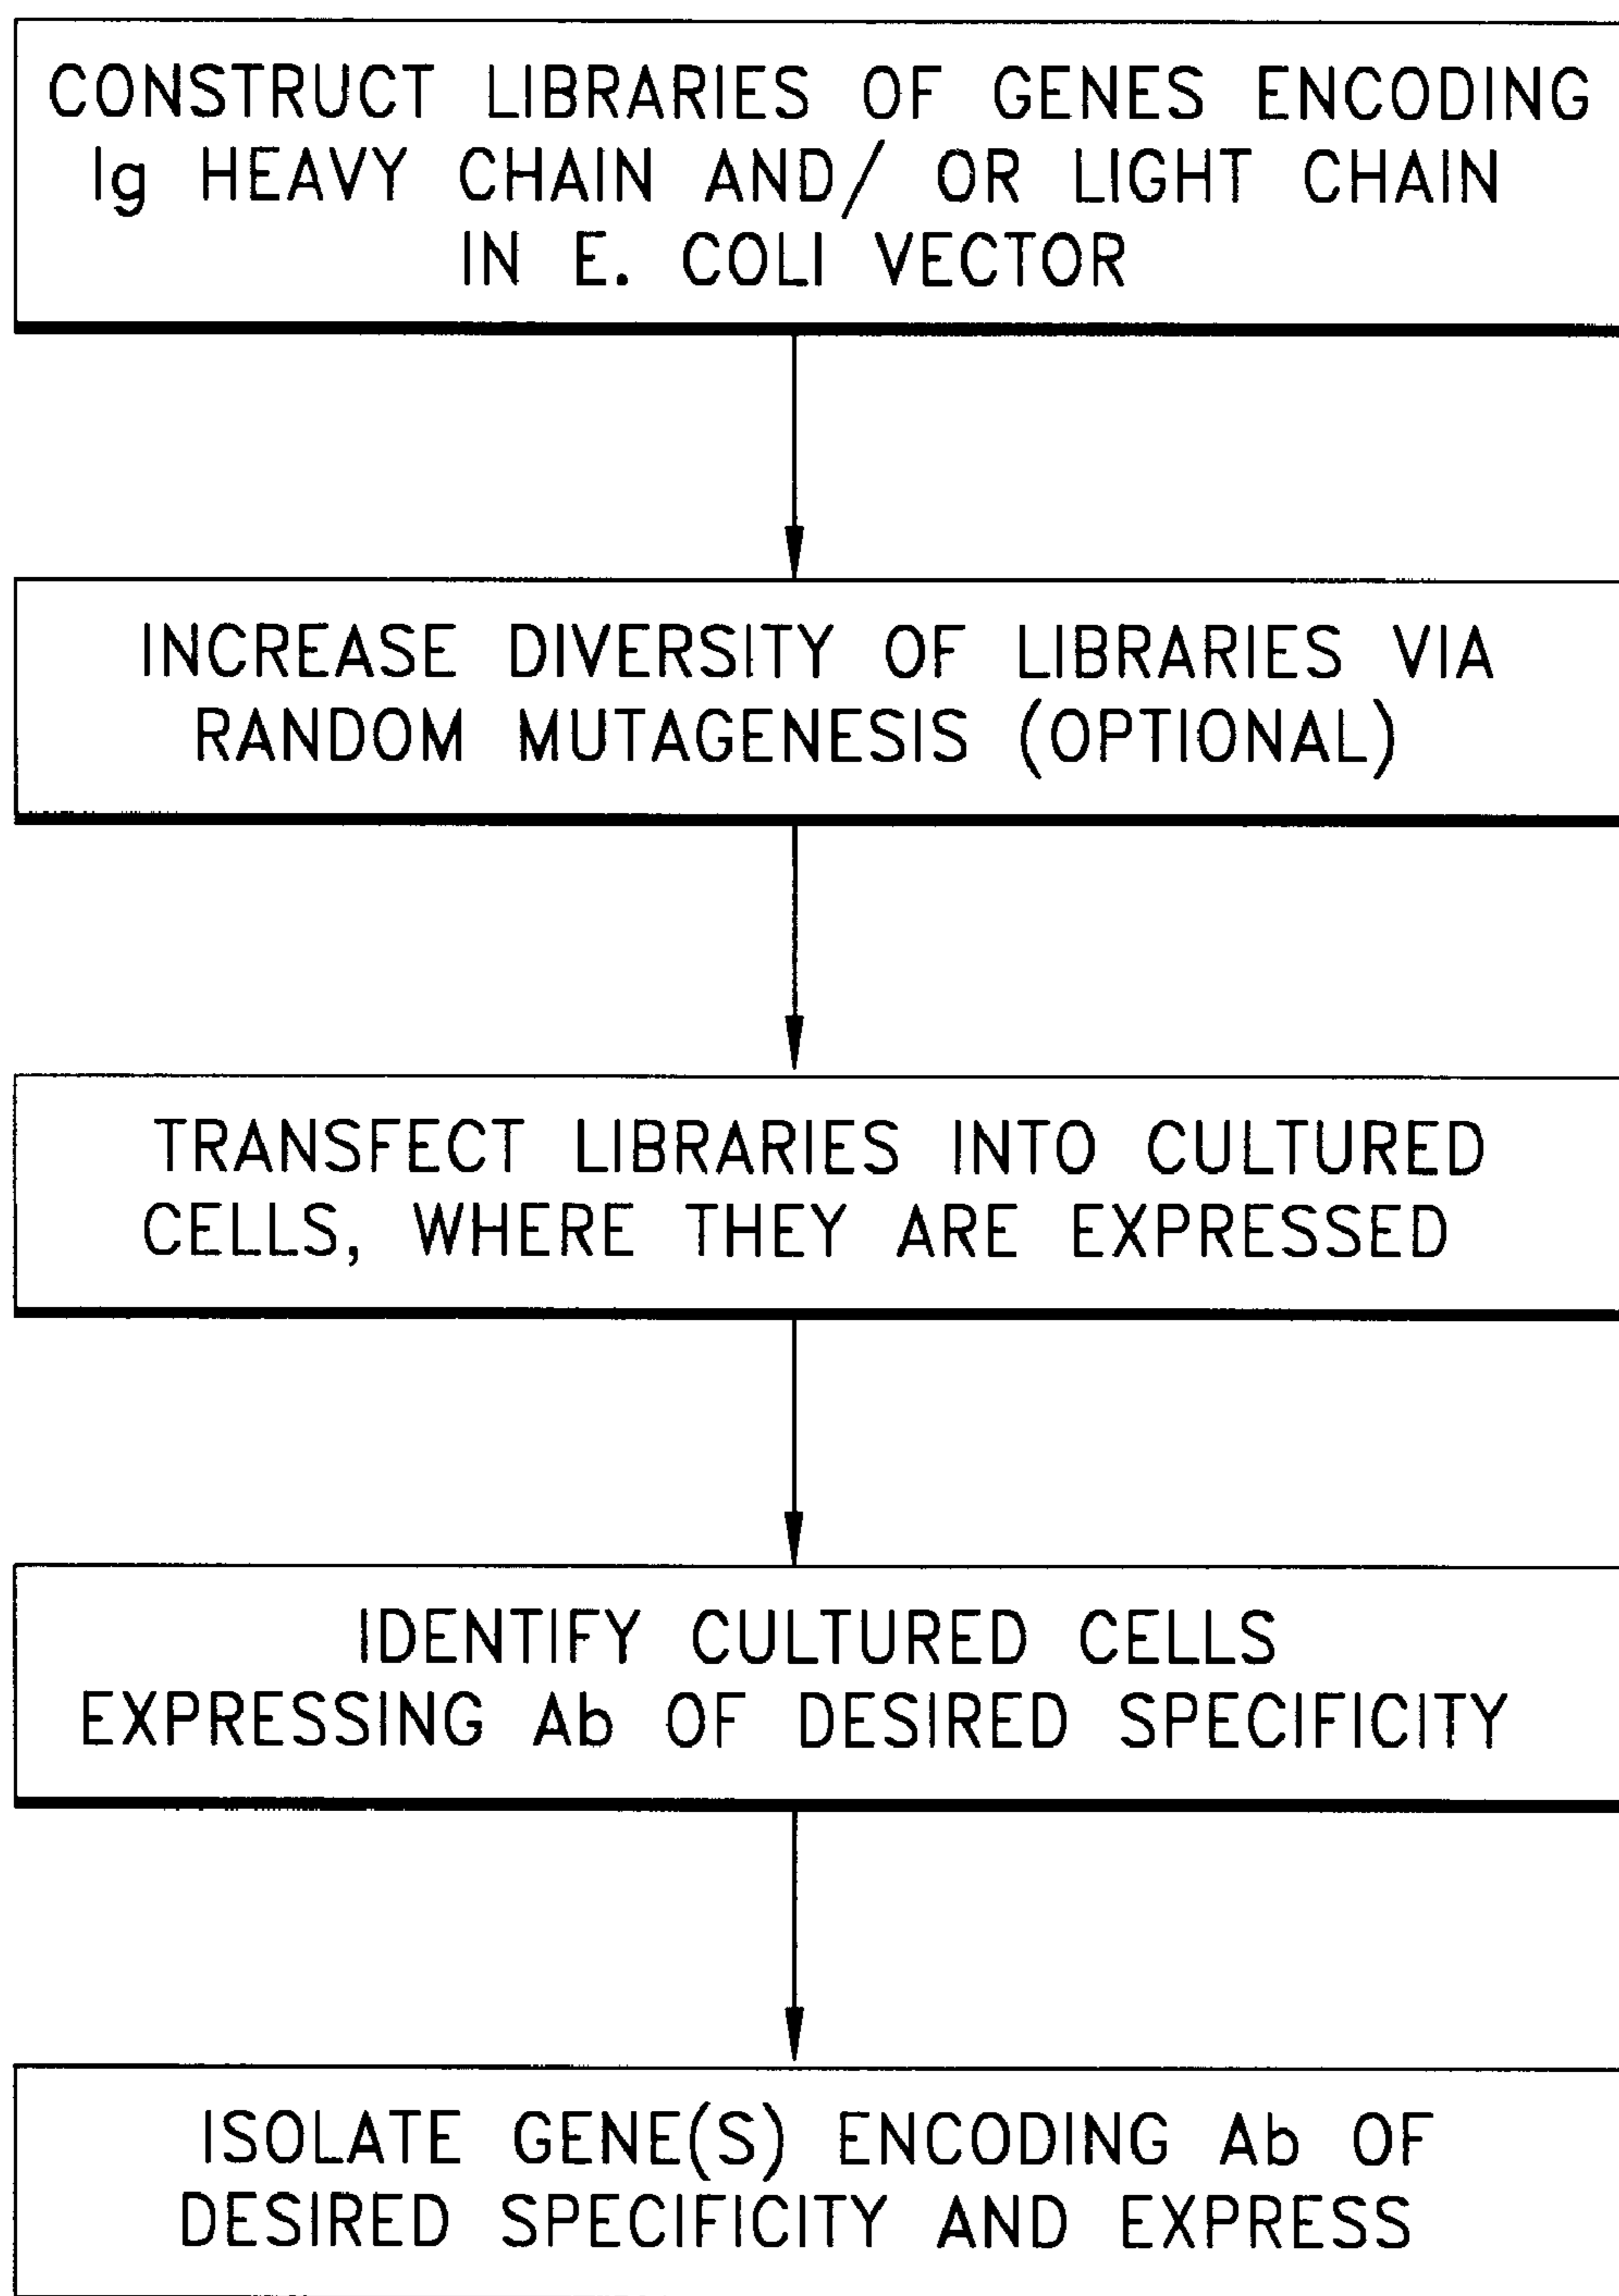 CONSTRUCT LIBRARIES OF GENES ENCODING
Ig HEAVY CHAIN AND/ OR LIGHT CHAIN
IN E. COLI VECTOR
INCREASE DIVERSITY OF LIBRARIES VIA
RANDOM MUTAGENESIS (OPTIONAL)
TRANSFECT LIBRARIES INTO CULTURED
CELLS, WHERE THEY ARE EXPRESSED
IDENTIFY CULTURED CELLS
EXPRESSING Ab OF DESIRED SPECIFICITY
ISOLATE GENE(S) ENCODING Ab OF
DESIRED SPECIFICITY AND EXPRESS